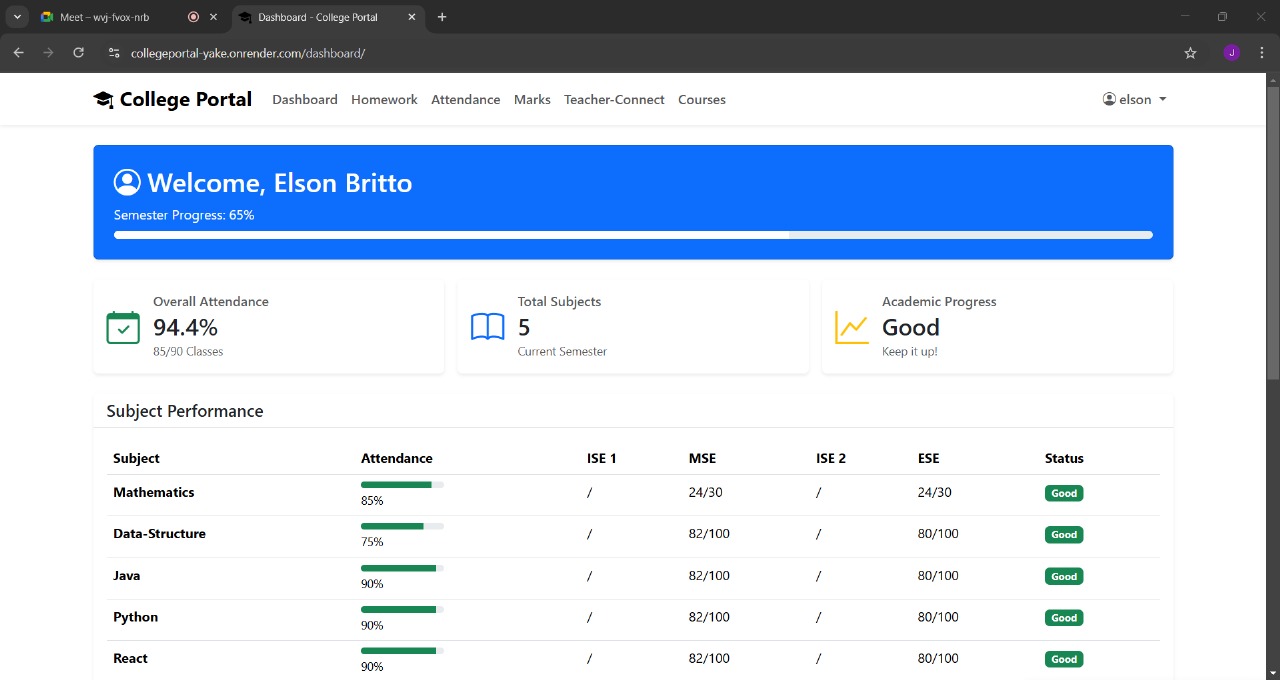 Meet – wvj-fvox-nrb
Dashboard - College Portal
collegeportal-yake.onrender.com/dashboard/
J
College Portal
Dashboard Homework Attendance Marks Teacher-Connect Courses
elson
Welcome, Elson Britto
Semester Progress: 65%
Overall Attendance
94.4%
85/90 Classes
Total Subjects
5
Current Semester
Academic Progress
Good
Keep it up!
Subject Performance
Subject Attendance ISE 1 MSE ISE 2 ESE Status
Mathematics 85% / 24/30 / 24/30 Good
Data-Structure 75% / 82/100 / 80/100 Good
Java 90% / 82/100 / 80/100 Good
Python 90% / 82/100 / 80/100 Good
React 90% / 82/100 / 80/100 Good